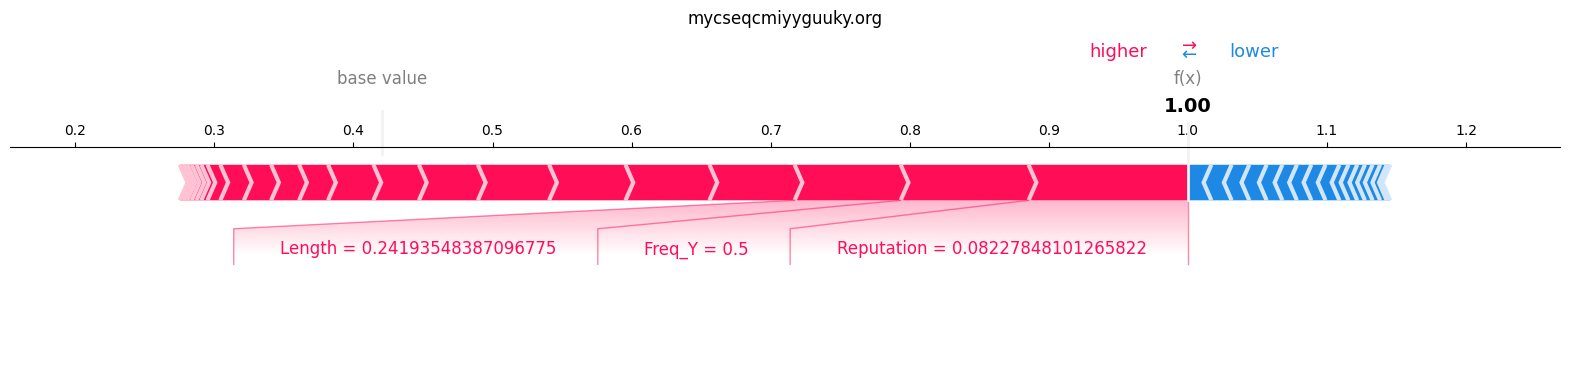 mycseqcmiyyguuky.org
higher ⇄ lower
base value f(x)
1.00
0.2 0.3 0.4 0.5 0.6 0.7 0.8 0.9 1.0 1.1 1.2
Length = 0.24193548387096775 Freq_Y = 0.5 Reputation = 0.08227848101265822